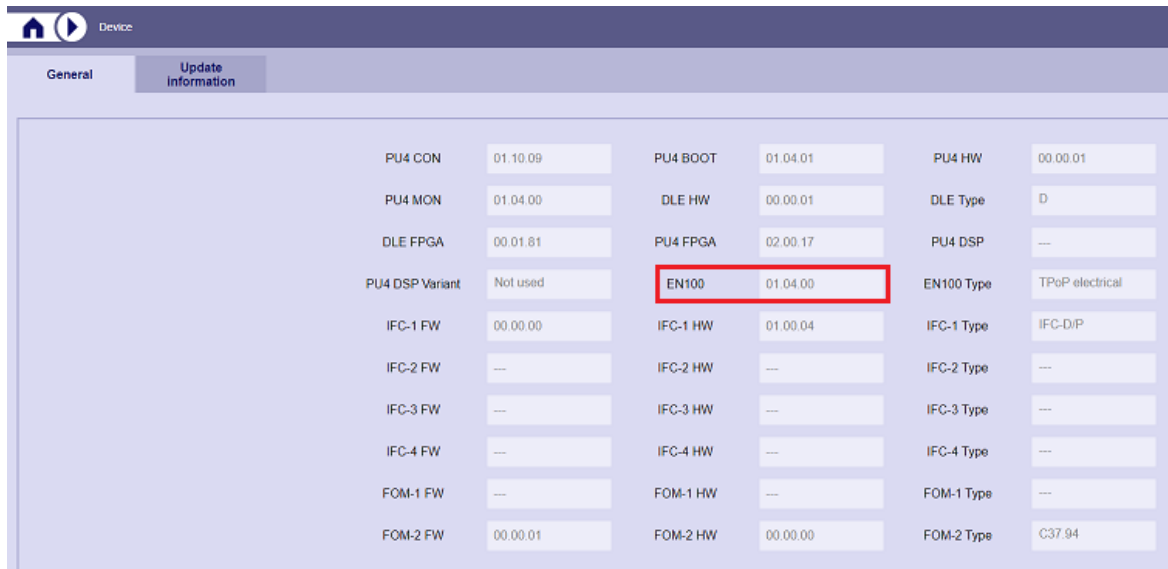 Device
General
Update
information
PU4 CON 01.10.09 PU4 BOOT 01.04.01 PU4 HW 00.00.01
PU4 MON 01.04.00 DLE HW 00.00.01 DLE Type D
DLE FPGA 00.01.81 PU4 FPGA 02.00.17 PU4 DSP ---
PU4 DSP Variant Not used EN100 01.04.00 EN100 Type TPoP electrical
IFC-1 FW 00.00.00 IFC-1 HW 01.00.04 IFC-1 Type IFC-D/P
IFC-2 FW --- IFC-2 HW --- IFC-2 Type ---
IFC-3 FW --- IFC-3 HW --- IFC-3 Type ---
IFC-4 FW --- IFC-4 HW --- IFC-4 Type ---
FOM-1 FW --- FOM-1 HW --- FOM-1 Type ---
FOM-2 FW 00.00.01 FOM-2 HW 00.00.00 FOM-2 Type C37.94